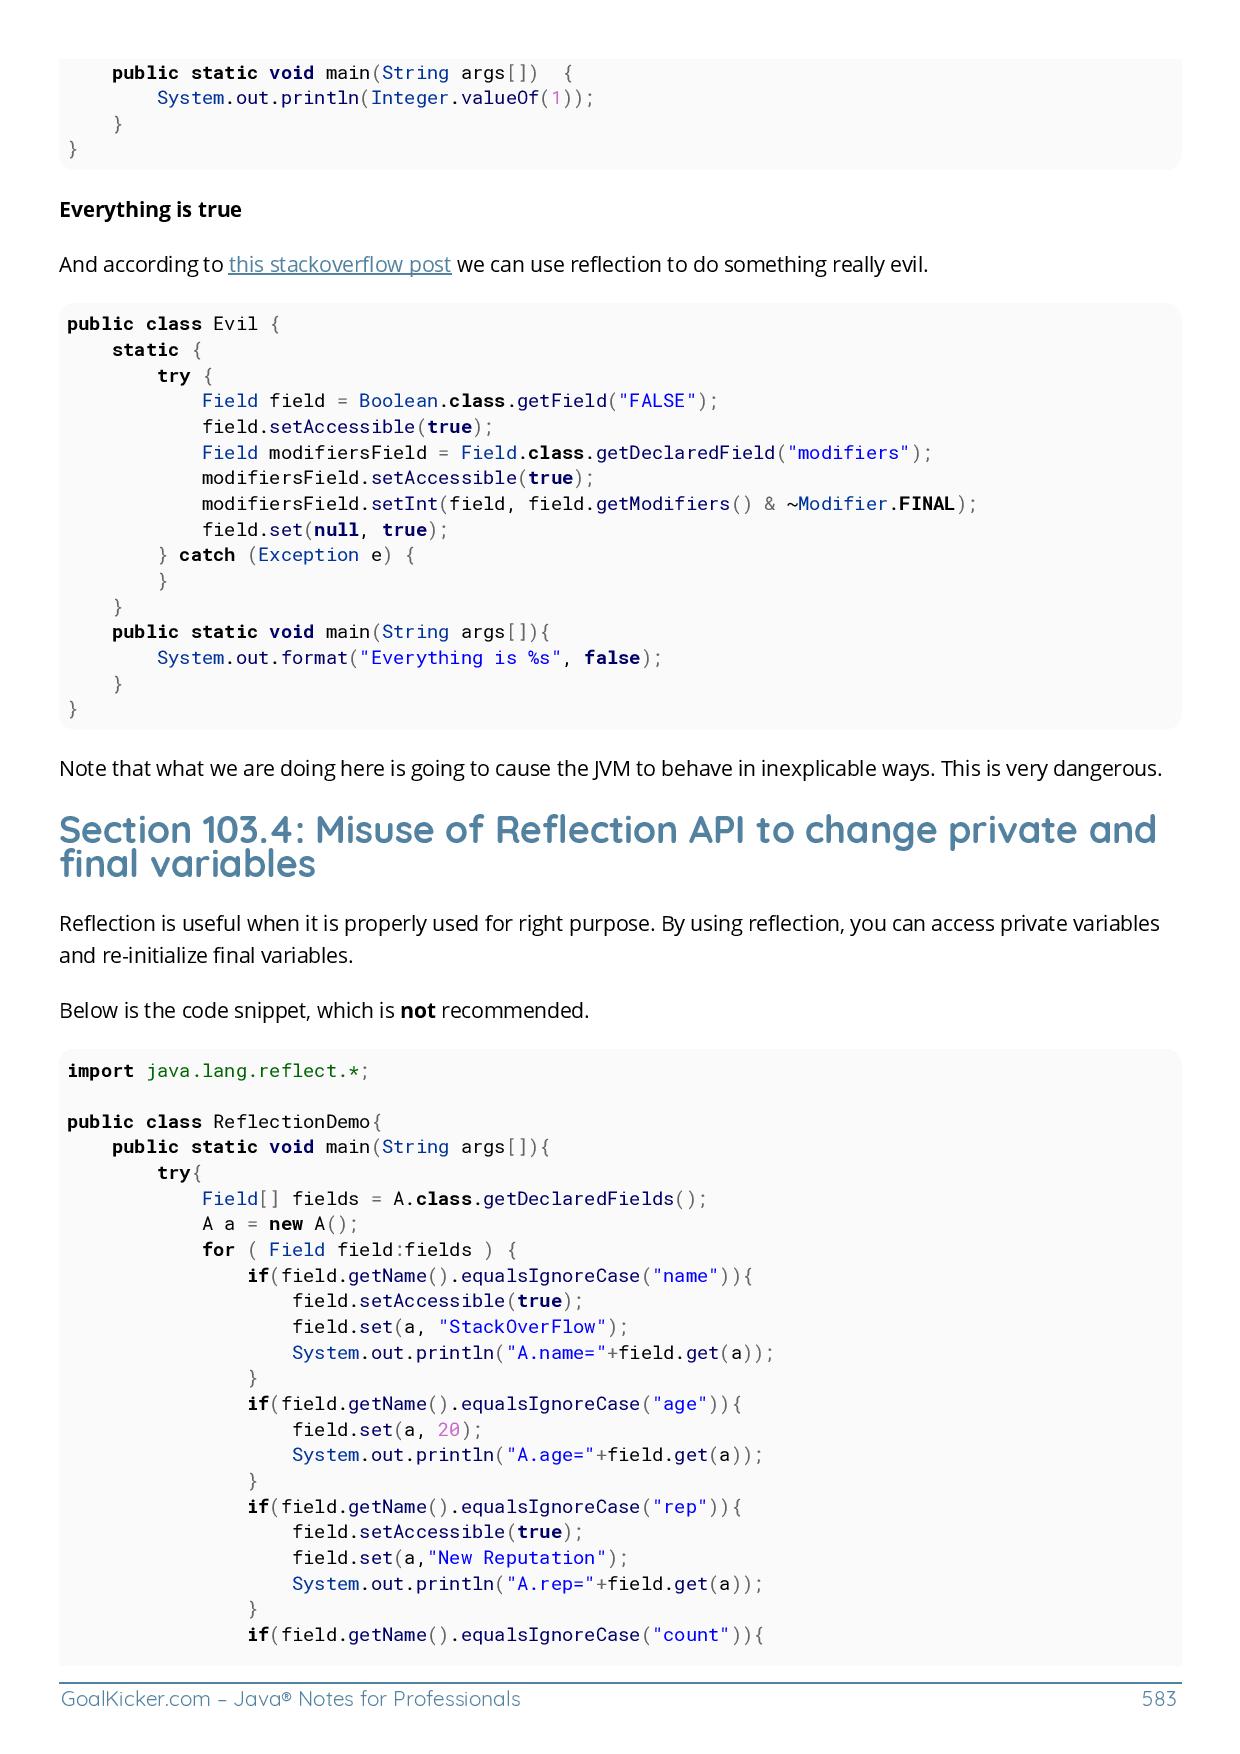 public static void main(String args[])  {
        System.out.println(Integer.valueOf(1));
    }
}
Everything is true
And according to this stackoverflow post we can use reflection to do something really evil.
public class Evil {
    static {
        try {
            Field field = Boolean.class.getField("FALSE");
            field.setAccessible(true);
            Field modifiersField = Field.class.getDeclaredField("modifiers");
            modifiersField.setAccessible(true);
            modifiersField.setInt(field, field.getModifiers() & ~Modifier.FINAL);
            field.set(null, true);
        } catch (Exception e) {
        }
    }
    public static void main(String args[]){
        System.out.format("Everything is %s", false);
    }
}
Note that what we are doing here is going to cause the JVM to behave in inexplicable ways. This is very dangerous.
Section 103.4: Misuse of Reflection API to change private and
final variables
Reflection is useful when it is properly used for right purpose. By using reflection, you can access private variables
and re-initialize final variables.
Below is the code snippet, which is not recommended.
import java.lang.reflect.*;
public class ReflectionDemo{
    public static void main(String args[]){
        try{
            Field[] fields = A.class.getDeclaredFields();
            A a = new A();
            for ( Field field:fields ) {
                if(field.getName().equalsIgnoreCase("name")){
                    field.setAccessible(true);
                    field.set(a, "StackOverFlow");
                    System.out.println("A.name="+field.get(a));
                }
                if(field.getName().equalsIgnoreCase("age")){
                    field.set(a, 20);
                    System.out.println("A.age="+field.get(a));
                }
                if(field.getName().equalsIgnoreCase("rep")){
                    field.setAccessible(true);
                    field.set(a,"New Reputation");
                    System.out.println("A.rep="+field.get(a));
                }
                if(field.getName().equalsIgnoreCase("count")){
GoalKicker.com – Java® Notes for Professionals
583